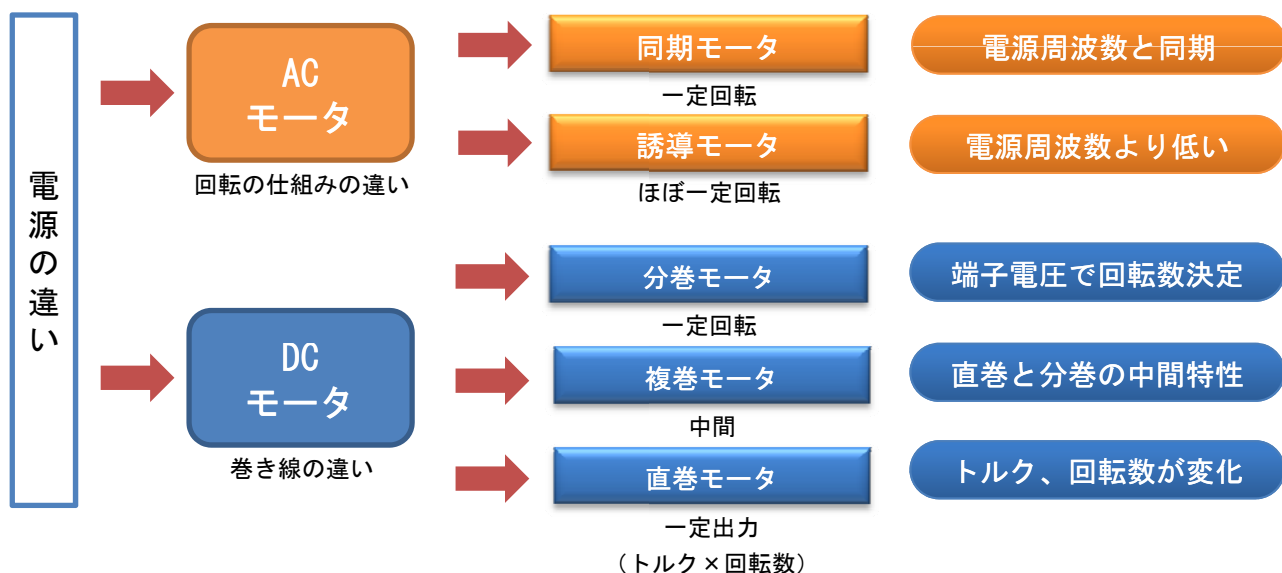 電源の違い
AC
モータ
回転の仕組みの違い
同期モータ
一定回転
電源周波数と同期
誘導モータ
ほぼ一定回転
電源周波数より低い
DC
モータ
巻き線の違い
分巻モータ
一定回転
端子電圧で回転数決定
複巻モータ
中間
直巻と分巻の中間特性
直巻モータ
一定出力
(トルク×回転数)
トルク、回転数が変化